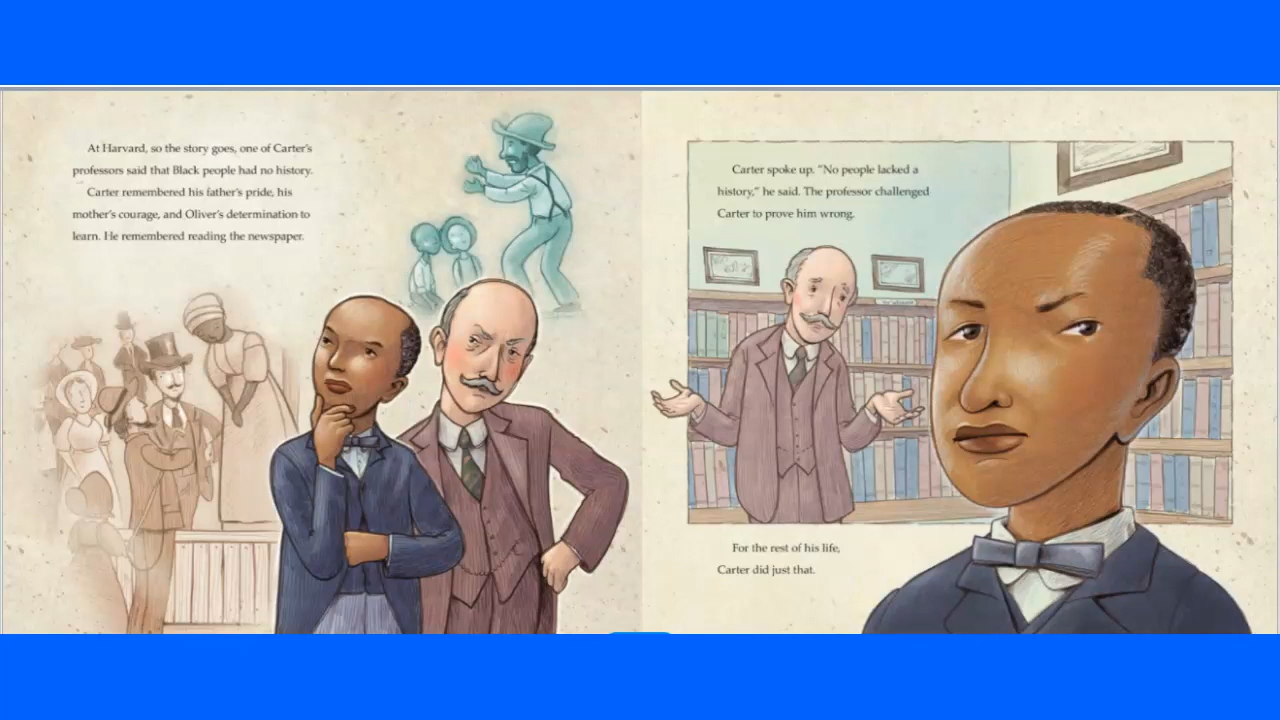 At Harvard, so the story goes, one of Carter's
professors said that Black people had no history.
Carter remembered his father's pride, his
mother's courage, and Oliver's determination to
learn. He remembered reading the newspaper.
Carter spoke up. “No people lacked a
history,” he said. The professor challenged
Carter to prove him wrong.
For the rest of his life,
Carter did just that.